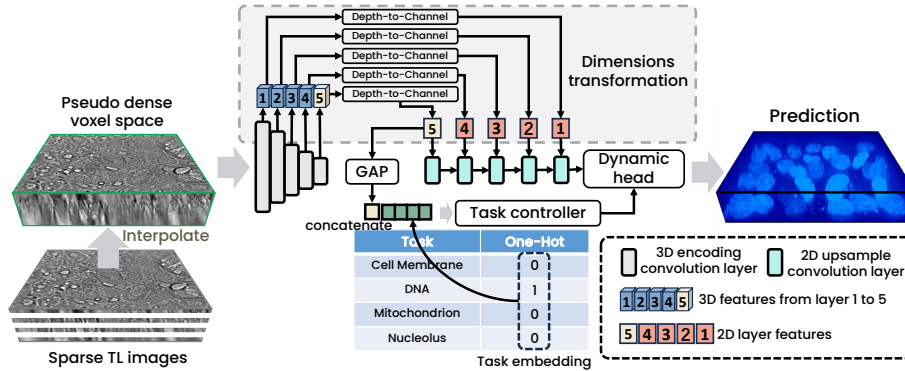 Depth-to-Channel
Depth-to-Channel
Depth-to-Channel
Depth-to-Channel
Depth-to-Channel
Dimensions
transformation
1 2 3 4 5
5 4 3 2 1
Pseudo dense
voxel space
Interpolate
Sparse TL images
GAP
concatenate
Task controller
Dynamic
head
Prediction
Task One-Hot
Cell Membrane 0
DNA 1
Mitochondrion 0
Nucleolus 0
Task embedding
3D encoding
convolution layer
2D upsample
convolution layer
1 2 3 4 5 3D features from layer 1 to 5
5 4 3 2 1 2D layer features